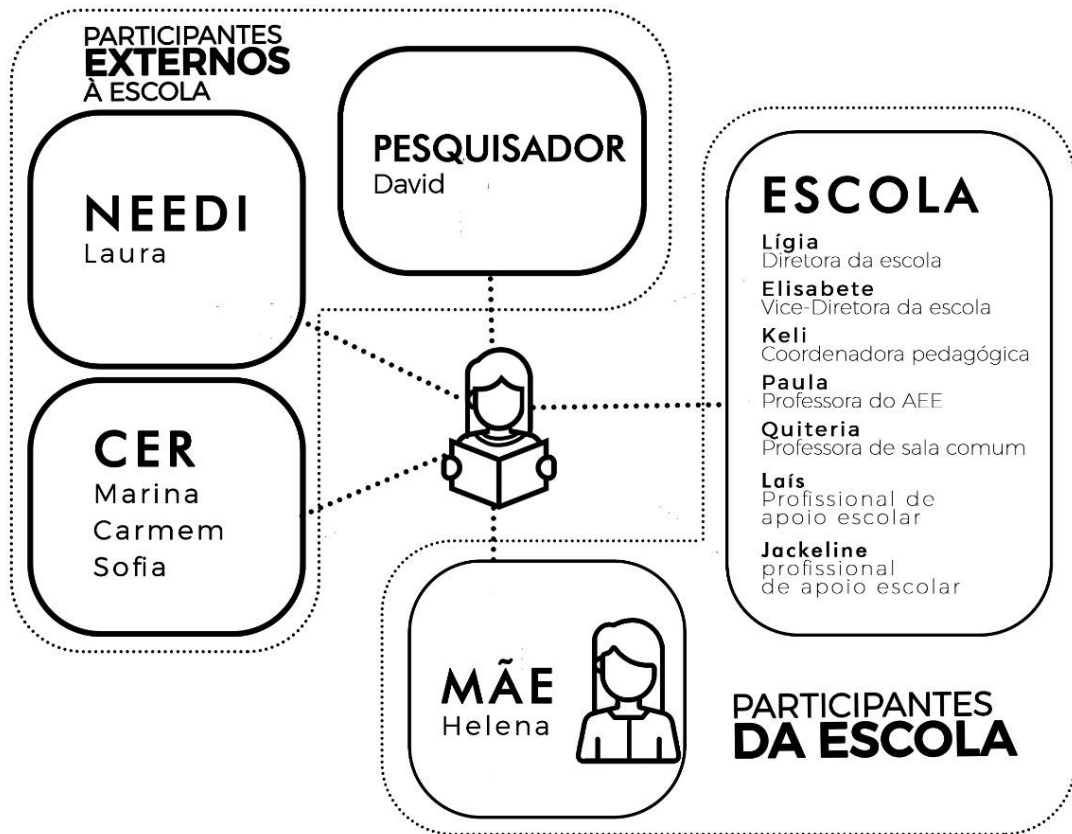 PARTICIPANTES
EXTERNOS
À ESCOLA
NEEDI
Laura
PESQUISADOR
David
CER
Marina
Carmem
Sofia
ESCOLA
Lígia
Diretora da escola
Elisabete
Vice-Diretora da escola
Keli
Coordenadora pedagógica
Paula
Professora do AEE
Quiteria
Professora de sala comum
Laís
Profissional de
apoio escolar
Jackeline
profissional
de apoio escolar
MÃE
Helena
PARTICIPANTES
DA ESCOLA